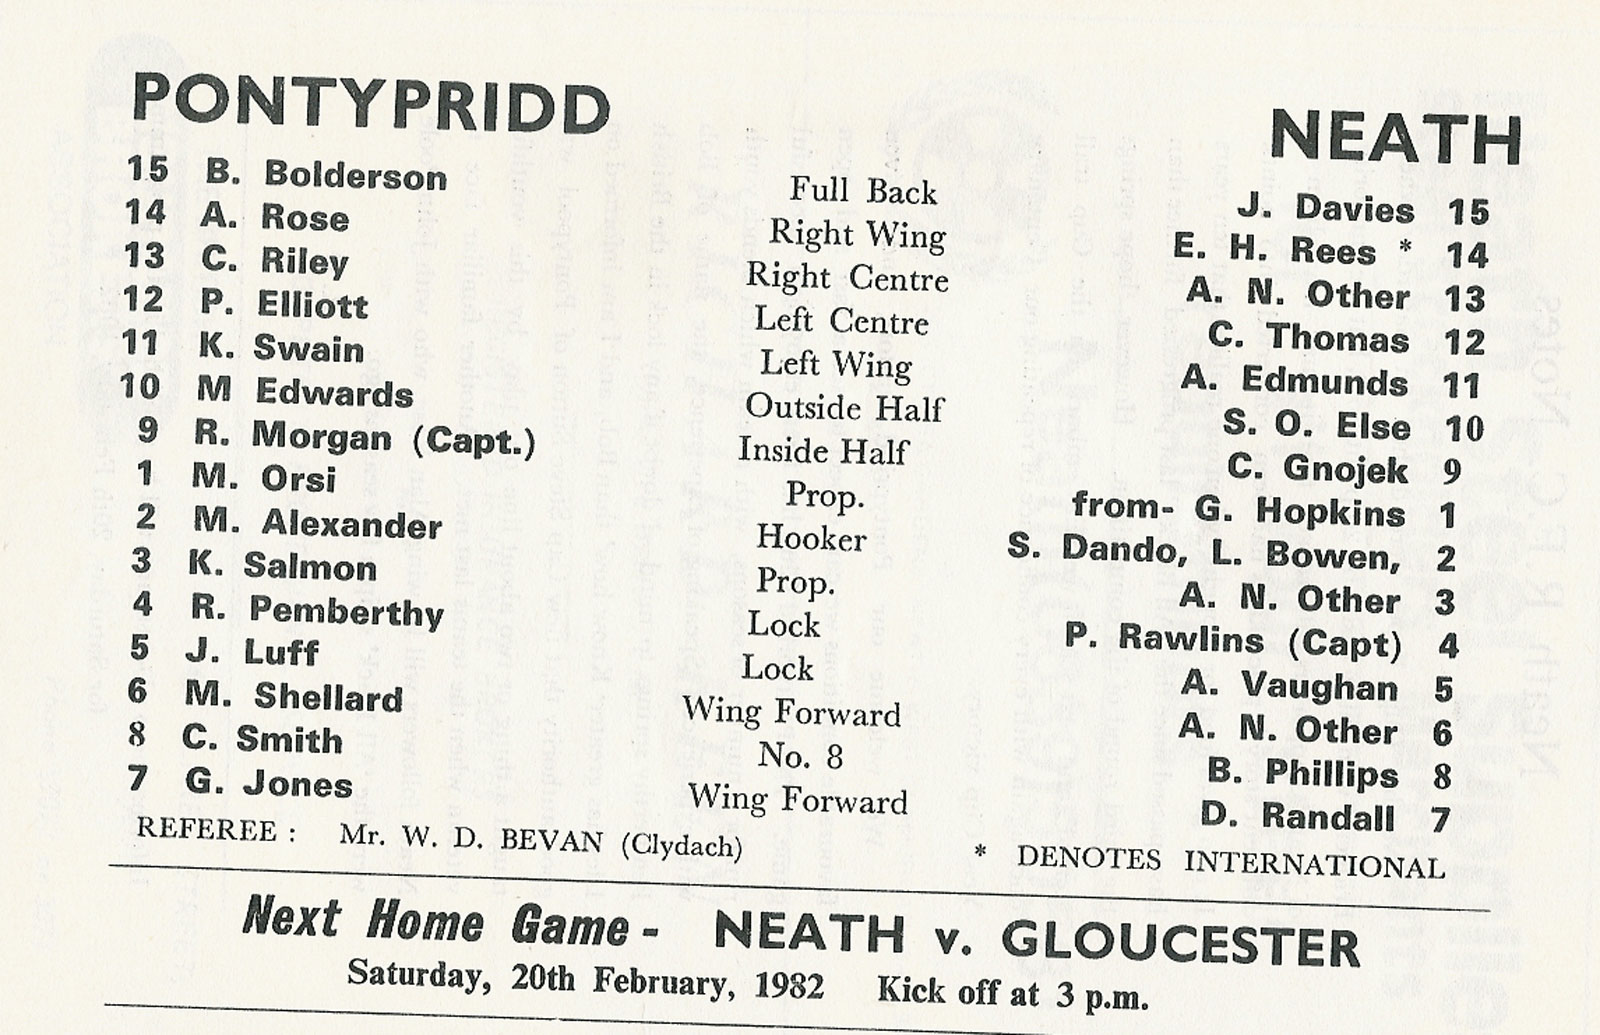 PONTYPRIDD NEATH
15 B. Bolderson Full Back J. Davies 15
14 A. Rose Right Wing E. H. Rees * 14
13 C. Riley Right Centre A. N. Other 13
12 P. Elliott Left Centre C. Thomas 12
11 K. Swain Left Wing A. Edmunds 11
10 M Edwards Outside Half S. O. Else 10
9 R. Morgan (Capt.) Inside Half C. Gnojek 9
1 M. Orsi Prop. from- G. Hopkins 1
2 M. Alexander Hooker S. Dando, L. Bowen, 2
3 K. Salmon Prop. A. N. Other 3
4 R. Pemberthy Lock P. Rawlins (Capt) 4
5 J. Luff Lock A. Vaughan 5
6 M. Shellard Wing Forward A. N. Other 6
8 C. Smith No. 8 B. Phillips 8
7 G. Jones Wing Forward D. Randall 7
REFEREE : Mr. W. D. BEVAN (Clydach) * DENOTES INTERNATIONAL
Next Home Game - NEATH v. GLOUCESTER
Saturday, 20th February, 1982 Kick off at 3 p.m.